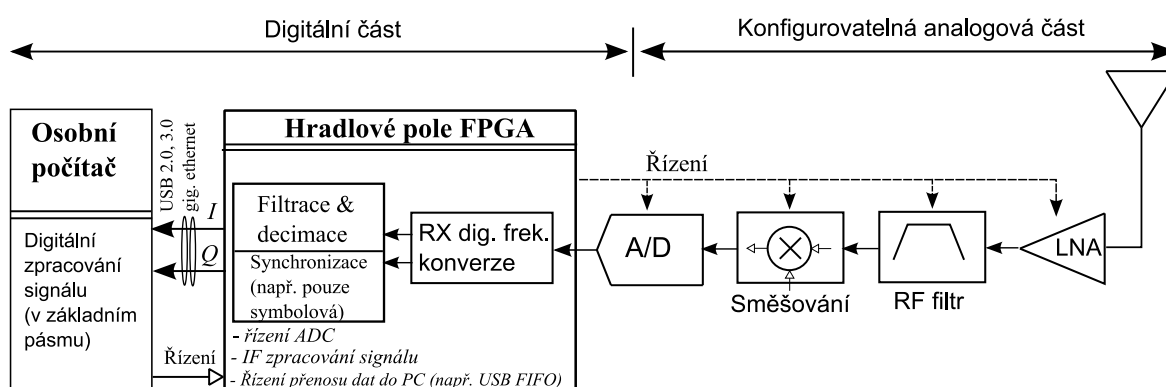 Digitální část
Konfigurovatelná analogová část
Osobní
počítač
USB 2.0, 3.0
gig. ethernet
Hradlové pole FPGA
Řízení
I
Q
Filtrace &
decimace
Synchronizace
(např. pouze
symbolová)
RX dig. frek.
konverze
A/D
Směšování
RF filtr
LNA
Digitální
zpracování
signálu
(v základním
pásmu)
Řízení
- řízení ADC
- IF zpracování signálu
- Řízení přenosu dat do PC (např. USB FIFO)